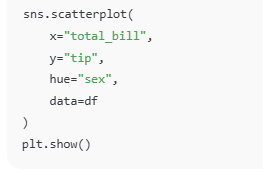 sns.scatterplot(
    x="total_bill",
    y="tip",
    hue="sex",
    data=df
)
plt.show()